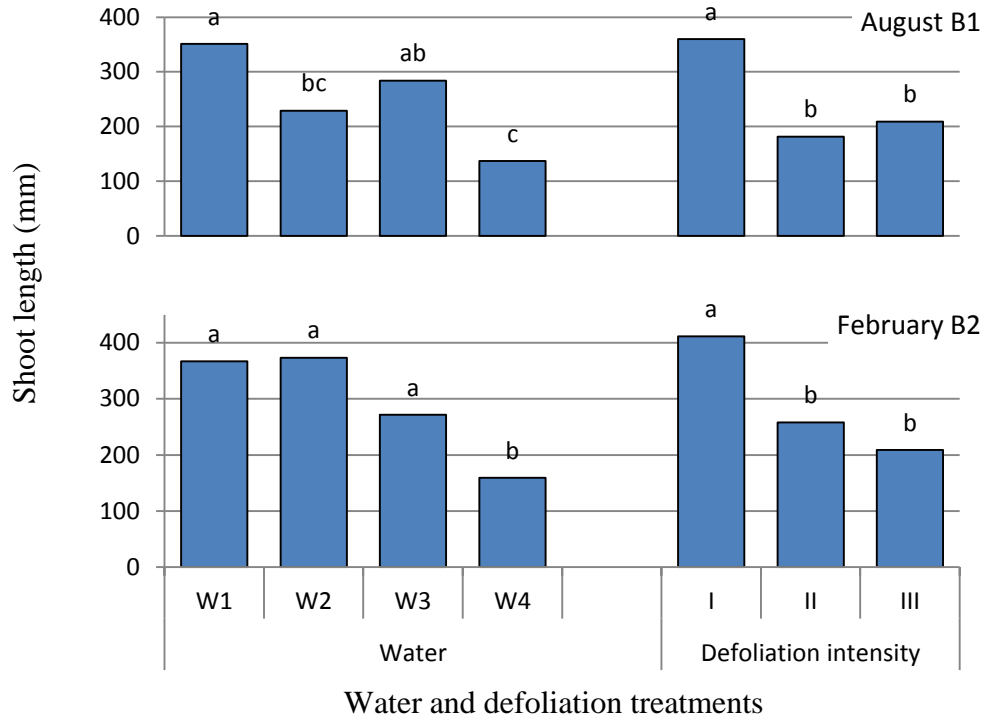 Shoot length (mm)
August B1
400
300
200
100
0
a
bc
ab
c
a
b
b
February B2
400
300
200
100
0
a
a
a
b
a
b
b
W1 W2 W3 W4 I II III
Water Defoliation intensity
Water and defoliation treatments